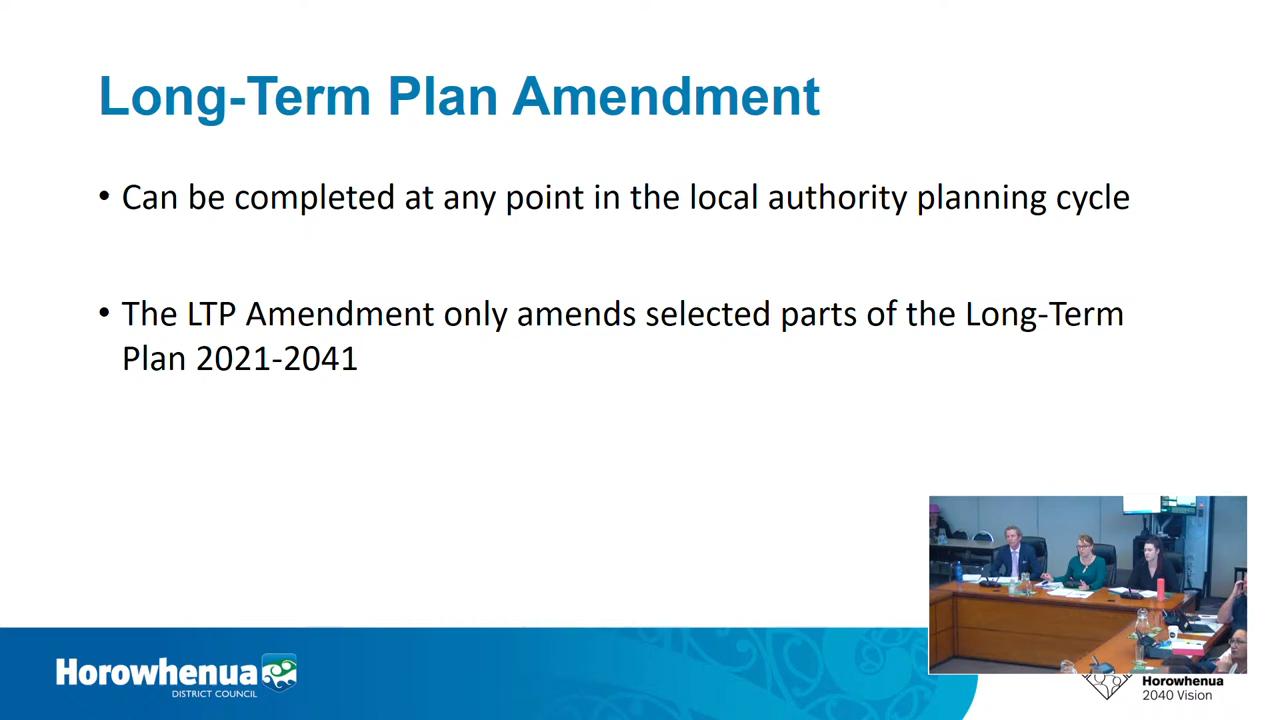 Long-Term Plan Amendment
• Can be completed at any point in the local authority planning cycle
• The LTP Amendment only amends selected parts of the Long-Term
Plan 2021-2041
Horowhenua
DISTRICT COUNCIL
Horowhenua
2040 Vision